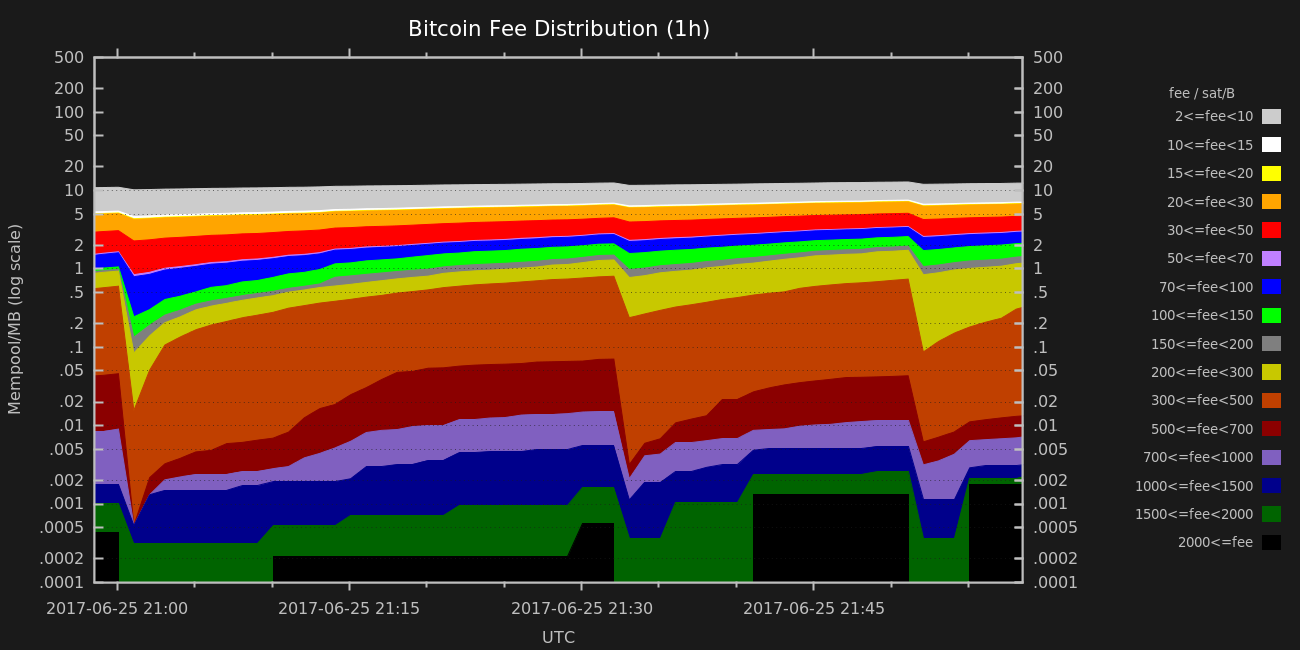 Bitcoin Fee Distribution (1h)
500 500
200 200
100 100
50 50
20 20
10 10
5 5
2 2
1 1
.5 .5
.2 .2
.1 .1
.05 .05
.02 .02
.01 .01
.005 .005
.002 .002
.001 .001
.0005 .0005
.0002 .0002
.0001 .0001
Mempool/MB (log scale)
2017-06-25 21:00 2017-06-25 21:15 2017-06-25 21:30 2017-06-25 21:45
UTC
fee / sat/B
2<=fee<10
10<=fee<15
15<=fee<20
20<=fee<30
30<=fee<50
50<=fee<70
70<=fee<100
100<=fee<150
150<=fee<200
200<=fee<300
300<=fee<500
500<=fee<700
700<=fee<1000
1000<=fee<1500
1500<=fee<2000
2000<=fee